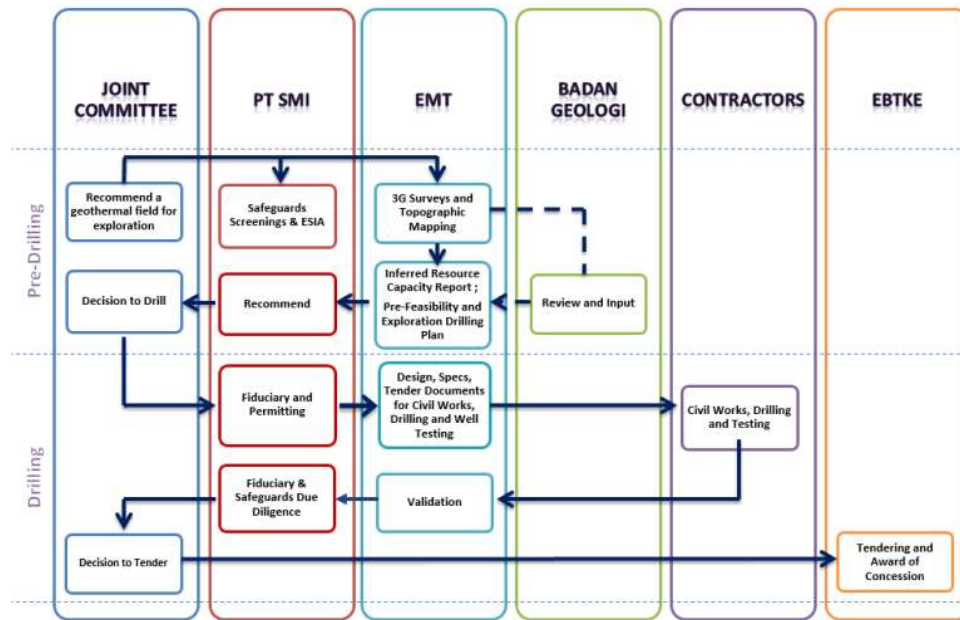 JOINT
COMMITTEE
PT SMI
EMT
BADAN
GEOLOGI
CONTRACTORS
EBTKE
Pre-Drilling
Recommend a
geothermal field for
exploration
Safeguards
Screenings & ESIA
3G Surveys and
Topographic
Mapping
Decision to Drill
Recommend
Inferred Resource
Capacity Report ;
Pre-Feasibility and
Exploration Drilling
Plan
Review and Input
Drilling
Fiduciary and
Permitting
Design, Specs,
Tender Documents
for Civil Works,
Drilling and Well
Testing
Civil Works, Drilling
and Testing
Fiduciary &
Safeguards Due
Diligence
Validation
Decision to Tender
Tendering and
Award of
Concession